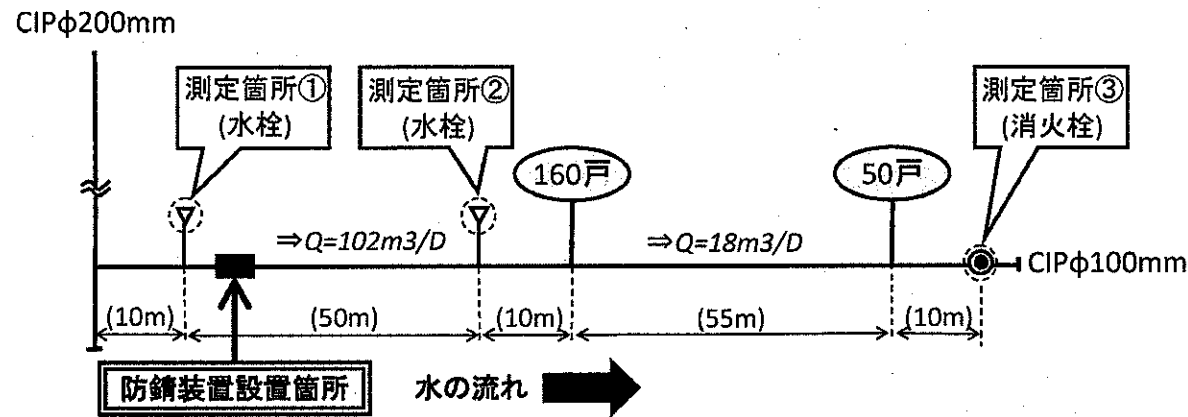 CIPφ200mm
測定箇所①
(水栓)
測定箇所②
(水栓)
測定箇所③
(消火栓)
160戸
50戸
⇒Q=102m3/D
⇒Q=18m3/D
CIPφ100mm
(10m)
(50m)
(10m)
(55m)
(10m)
防錆装置設置箇所
水の流れ